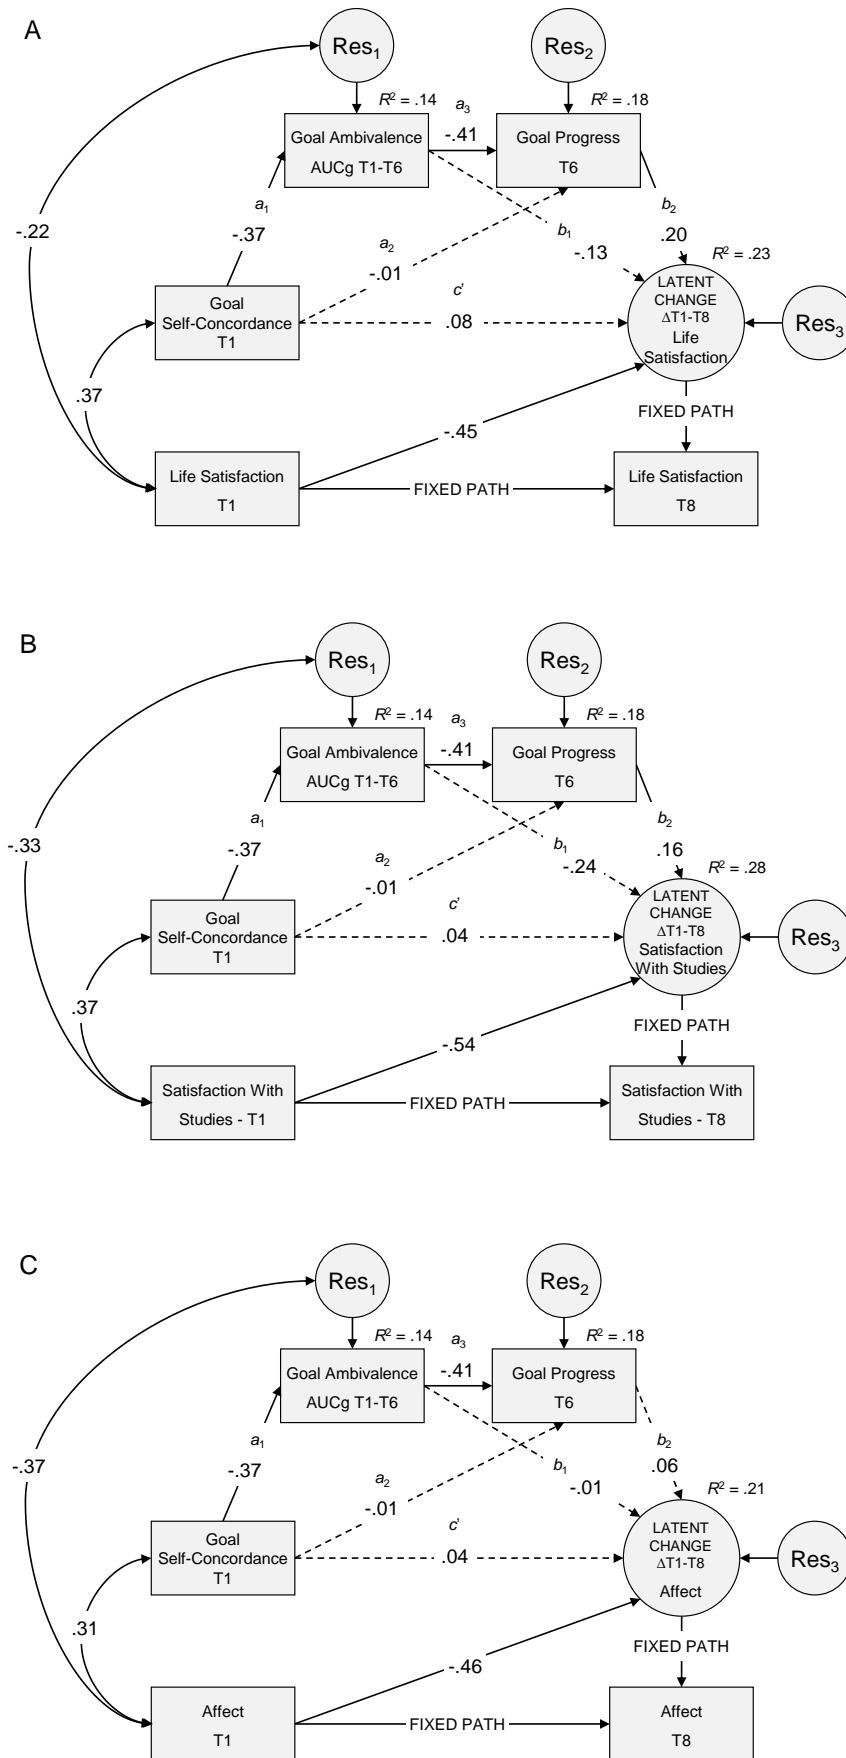 A
Res1
Res2
R² = .14
a3
R² = .18
Goal Ambivalence
AUCg T1-T6
-.41
Goal Progress
T6
a1
b2
-.22
-.37
a2
b1
.20
-.01
-.13
R² = .23
Goal
Self-Concordance
T1
c'
.08
LATENT
CHANGE
ΔT1-T8
Life
Satisfaction
Res3
.37
FIXED PATH
-.45
Life Satisfaction
T1
FIXED PATH
Life Satisfaction
T8
B
Res1
Res2
R² = .14
a3
R² = .18
Goal Ambivalence
AUCg T1-T6
-.41
Goal Progress
T6
a1
b2
-.33
-.37
a2
b1
.16
-.01
-.24
R² = .28
Goal
Self-Concordance
T1
c'
.04
LATENT
CHANGE
ΔT1-T8
Satisfaction
With Studies
Res3
.37
FIXED PATH
-.54
Satisfaction With
Studies - T1
FIXED PATH
Satisfaction With
Studies - T8
C
Res1
Res2
R² = .14
a3
R² = .18
Goal Ambivalence
AUCg T1-T6
-.41
Goal Progress
T6
a1
b2
-.37
-.37
a2
b1
.06
-.01
-.01
R² = .21
Goal
Self-Concordance
T1
c'
.04
LATENT
CHANGE
ΔT1-T8
Affect
Res3
.31
FIXED PATH
-.46
Affect
T1
FIXED PATH
Affect
T8